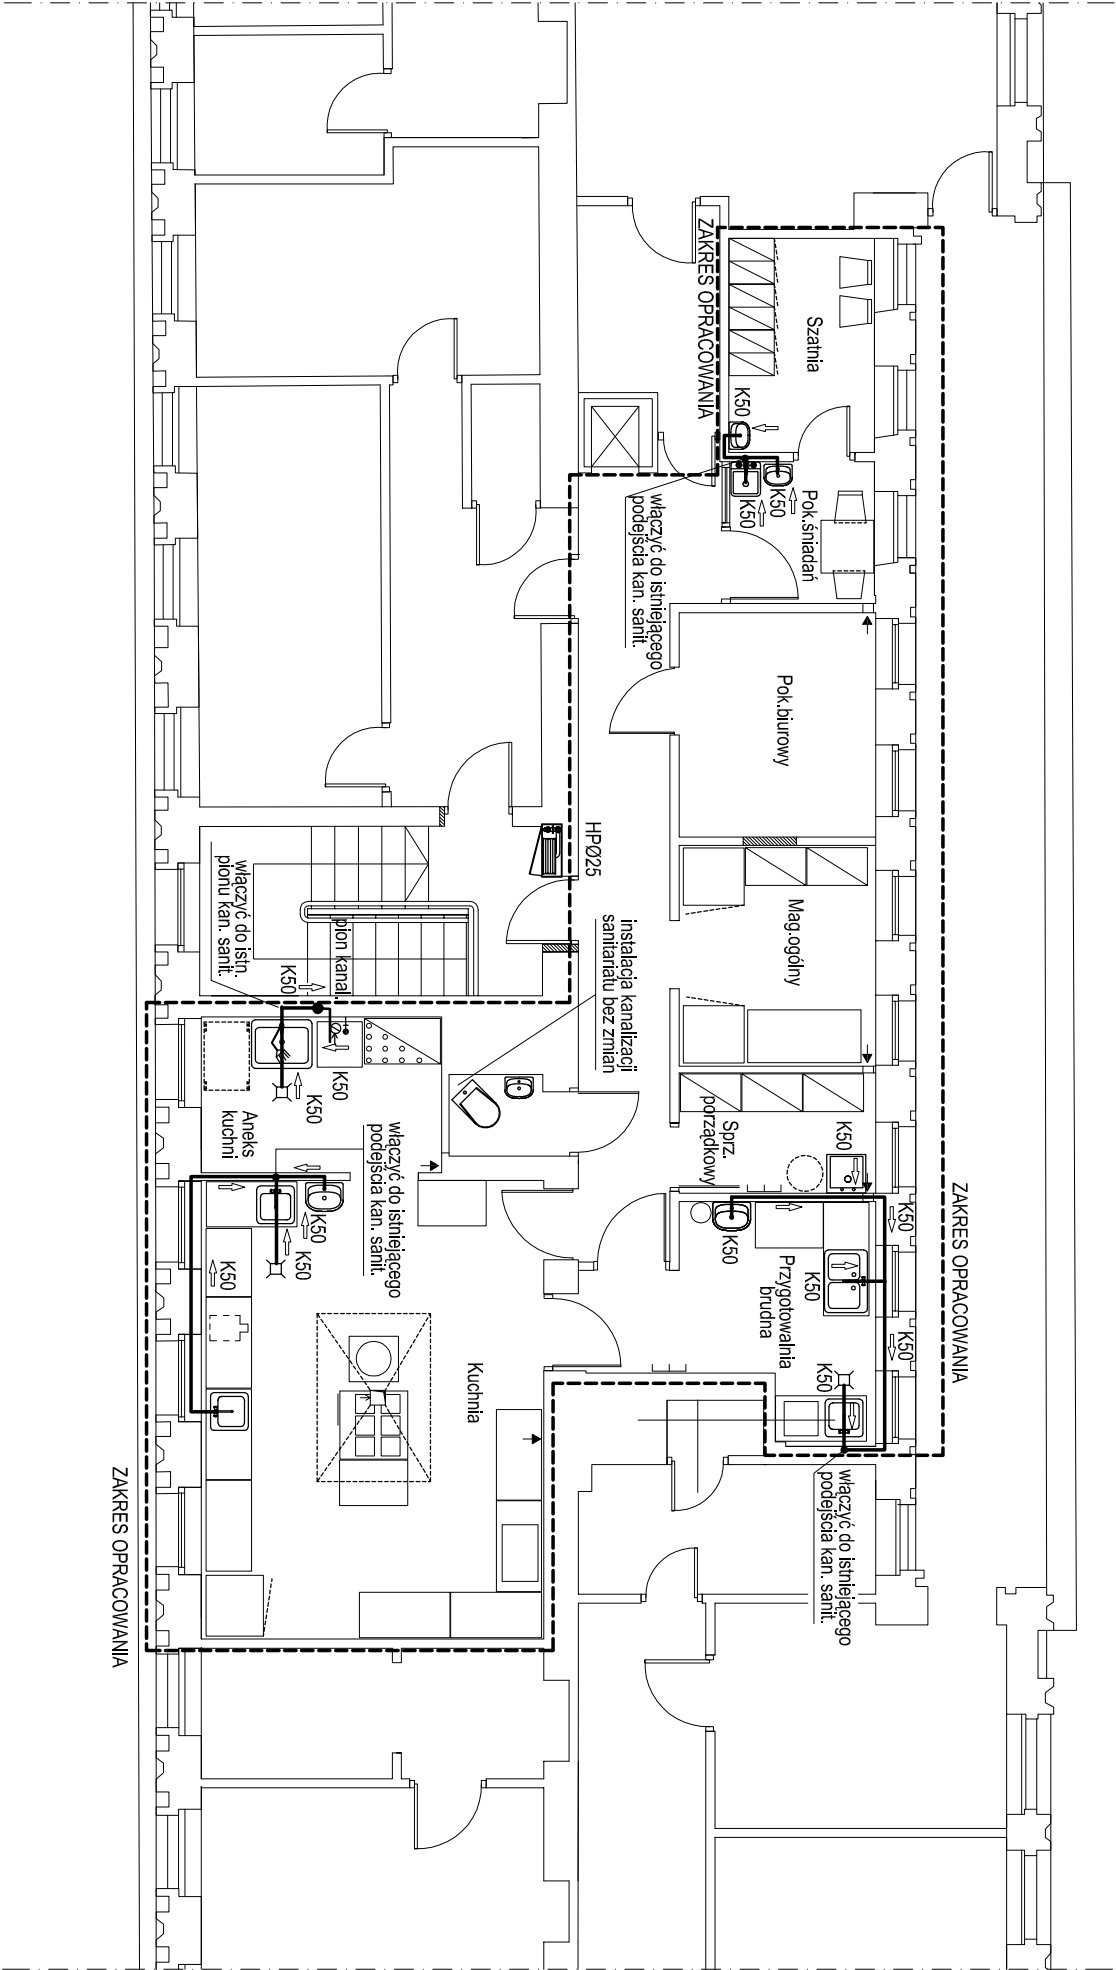 ZAKRES OPRACOWANIA
K50
K50
K50
włączyć do istniejącego
podejścia kan. sanit.
K50
Szatnia
K50
Pok.śniadań
Mag.ogólny
Przygotowalnia
brudna
Pok.biurowy
K50
K50
K50
K50
Sprz.
porządkowy
ZAKRES OPRACOWANIA
włączyć do istniejącego
podejścia kan. sanit.
instalacja kanalizacji
sanitariatu bez zmian
HPØ25
Kuchnia
włączyć do istniejącego
podejścia kan. sanit.
pion kanal.
K50
K50
K50
K50
K50
Aneks
kuchni
włączyć do istn.
pionu kan. sanit.
K50
ZAKRES OPRACOWANIA